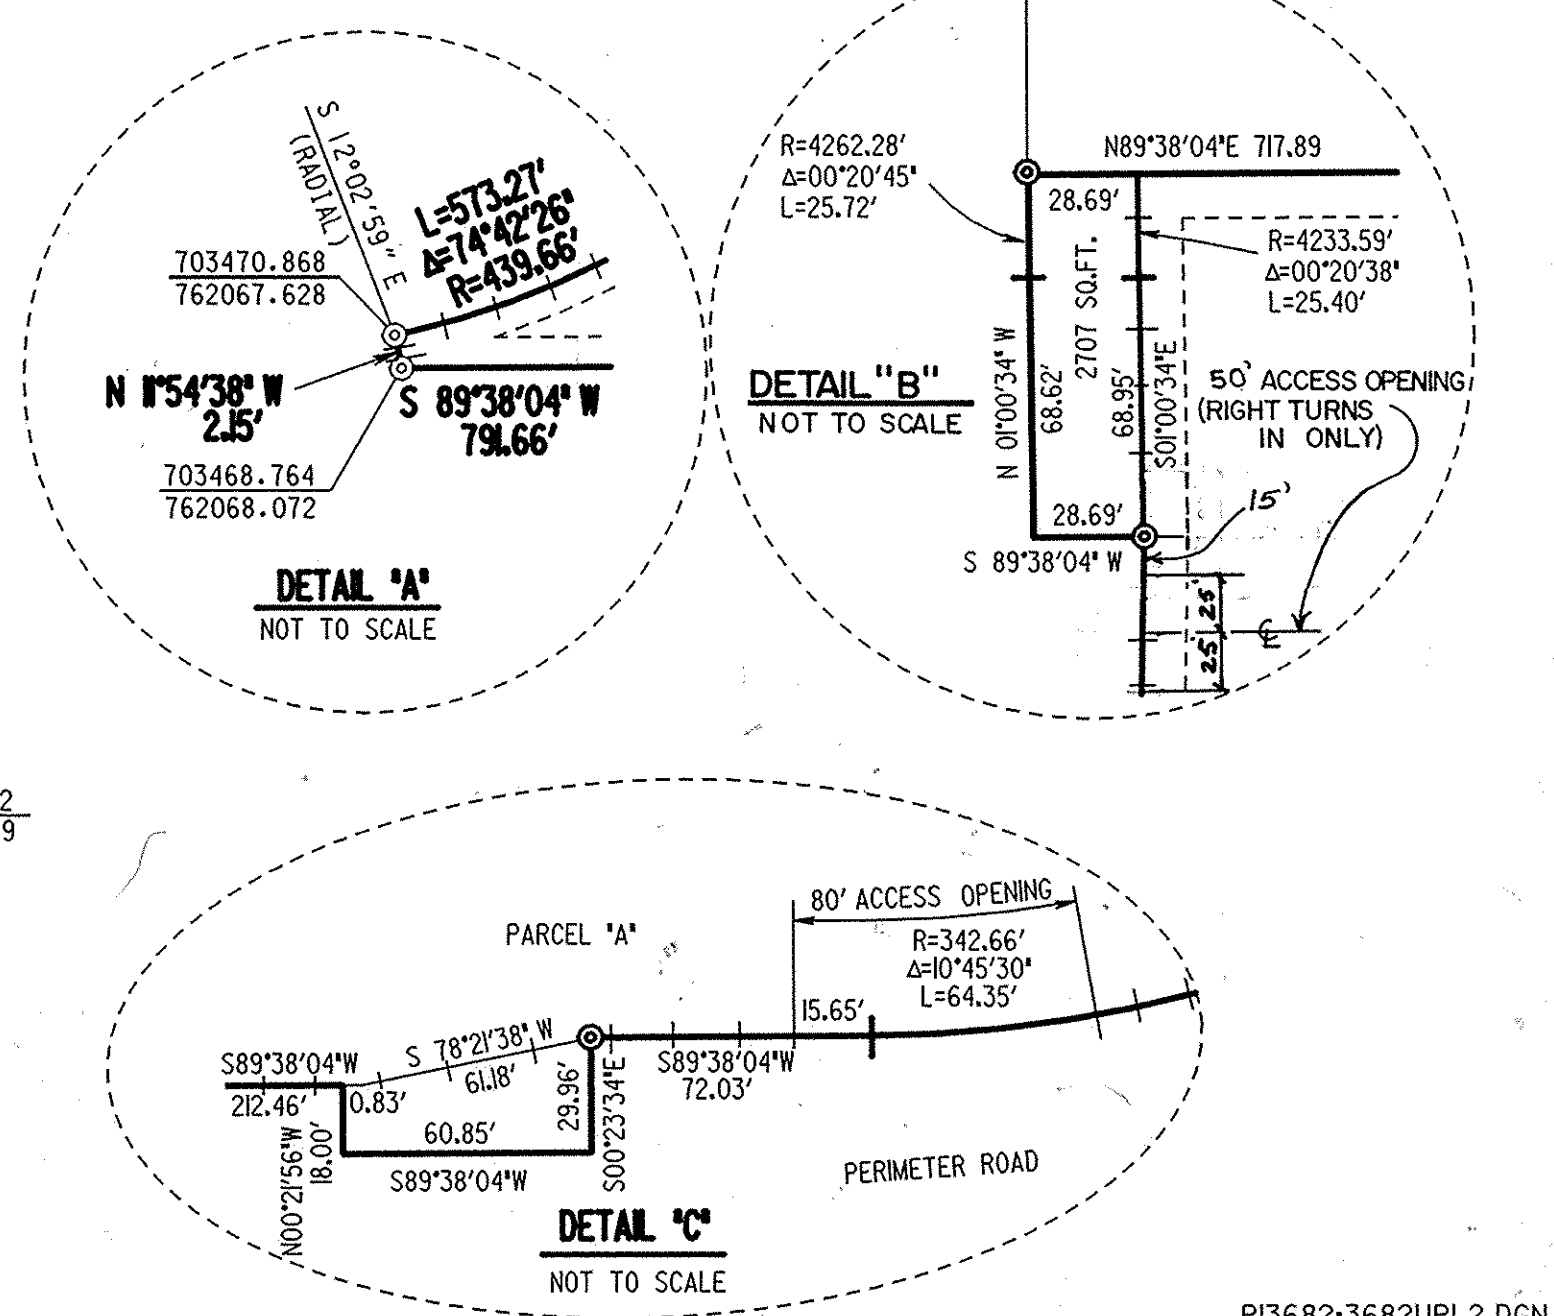 S 12°02'59" E
(RADIAL)
L=573.27'
Δ=74°42'26"
R=439.66'
703470.868
762067.628
N 11°54'38" W
2.15'
S 89°38'04" W
791.66'
703468.764
762068.072
DETAIL "A"
NOT TO SCALE
R=4262.28'
Δ=00°20'45"
L=25.72'
N89°38'04"E 717.89
28.69'
R=4233.59'
Δ=00°20'38"
L=25.40'
2707 SQ.FT.
N 01°00'34" W
68.62'
68.95'
S01°00'34"E
DETAIL "B"
NOT TO SCALE
50' ACCESS OPENING
(RIGHT TURNS
IN ONLY)
15'
28.69'
S 89°38'04" W
25'
25'
℄
2
9
80' ACCESS OPENING
PARCEL "A"
R=342.66'
Δ=10°45'30"
L=64.35'
15.65'
S 78°21'38" W
61.18'
S89°38'04"W
212.46'
0.83'
S89°38'04"W
72.03'
29.96'
S00°23'34"E
60.85'
S89°38'04"W
N00°21'56"W
18.00'
PERIMETER ROAD
DETAIL "C"
NOT TO SCALE